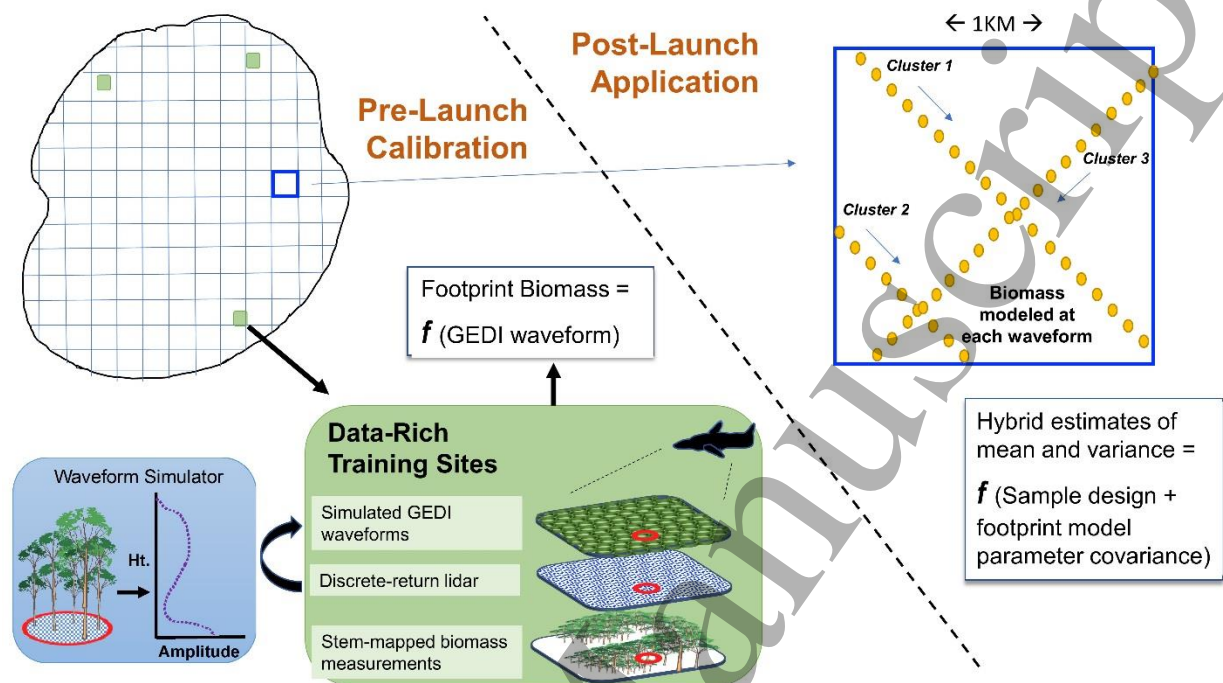 Pre-Launch
Calibration
Post-Launch
Application
← 1KM →
Cluster 1
Cluster 3
Cluster 2
Biomass
modeled at
each waveform
Footprint Biomass =
f (GEDI waveform)
Hybrid estimates of
mean and variance =
f (Sample design +
footprint model
parameter covariance)
Data-Rich
Training Sites
Simulated GEDI
waveforms
Discrete-return lidar
Stem-mapped biomass
measurements
Waveform Simulator
Ht.
Amplitude
anuscrip